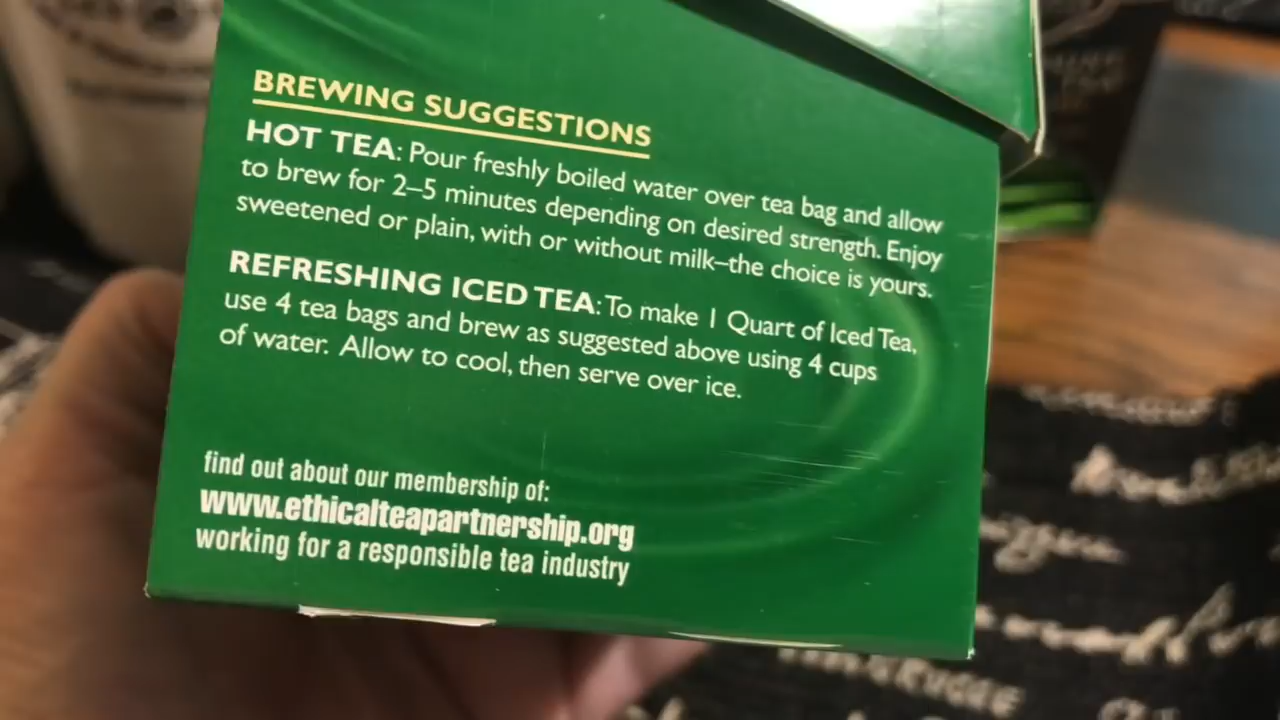 BREWING SUGGESTIONS
HOT TEA: Pour freshly boiled water over tea bag and allow
to brew for 2–5 minutes depending on desired strength. Enjoy
sweetened or plain, with or without milk–the choice is yours.
REFRESHING ICED TEA: To make 1 Quart of Iced Tea,
use 4 tea bags and brew as suggested above using 4 cups
of water. Allow to cool, then serve over ice.
find out about our membership of:
www.ethicalteapartnership.org
working for a responsible tea industry